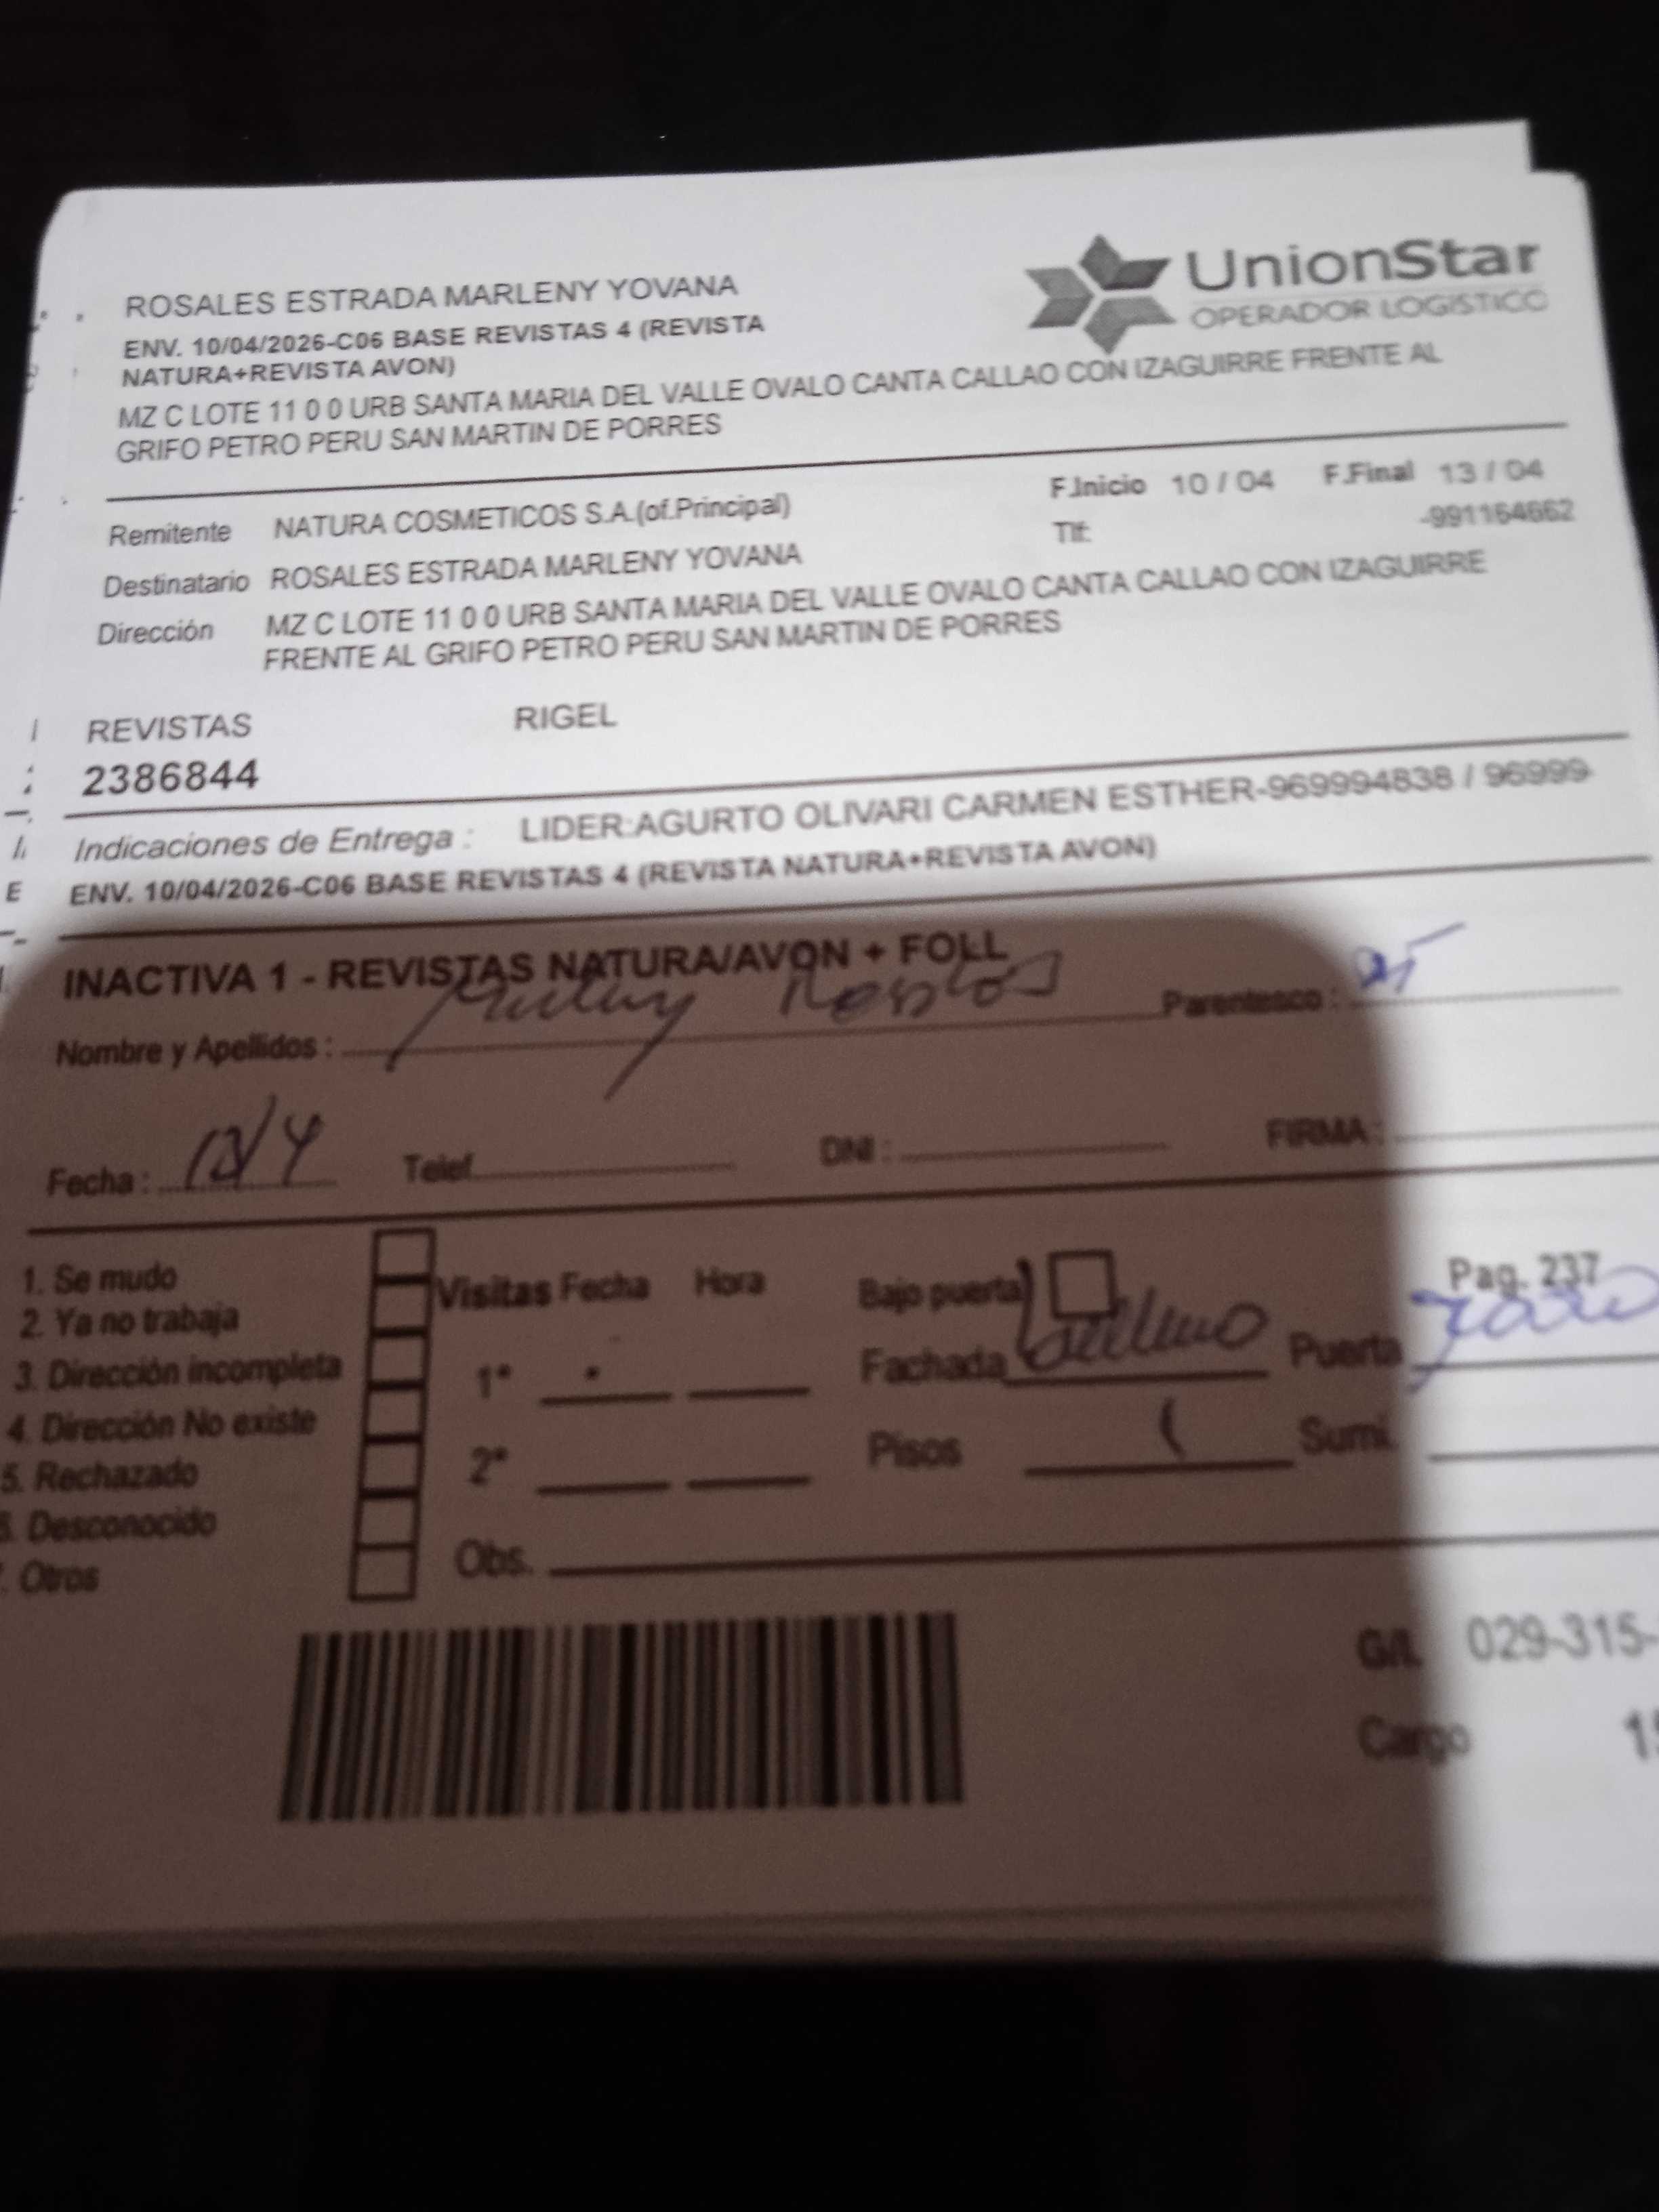 ROSALES ESTRADA MARLENY YOVANA
UnionStar
OPERADOR LOGISTICO
ENV. 10/04/2026-C06 BASE REVISTAS 4 (REVISTA
NATURA+REVISTA AVON)
MZ C LOTE 11 0 0 URB SANTA MARIA DEL VALLE OVALO CANTA CALLAO CON IZAGUIRRE FRENTE AL
GRIFO PETRO PERU SAN MARTIN DE PORRES
Remitente NATURA COSMETICOS S.A.(of.Principal) F.Inicio 10 / 04 F.Final 13 / 04
Destinatario ROSALES ESTRADA MARLENY YOVANA Tlf: -991164662
Dirección MZ C LOTE 11 0 0 URB SANTA MARIA DEL VALLE OVALO CANTA CALLAO CON IZAGUIRRE
FRENTE AL GRIFO PETRO PERU SAN MARTIN DE PORRES
REVISTAS RIGEL
2386844
Indicaciones de Entrega : LIDER:AGURTO OLIVARI CARMEN ESTHER-969994838 / 96999
ENV. 10/04/2026-C06 BASE REVISTAS 4 (REVISTA NATURA+REVISTA AVON)
INACTIVA 1 - REVISTAS NATURA/AVON + FOLL
Nombre y Apellidos : Parentesco :
Fecha : Telef. DNI : FIRMA :
1. Se mudo
2. Ya no trabaja
3. Dirección incompleta
4. Dirección No existe
5. Rechazado
6. Desconocido
. Otros
Visitas Fecha Hora
1°
2°
Obs.
Bajo puerta
Pag. 237
Fachada Puerta
Pisos 1 Sumi.
G/L 029-315-
Cargo